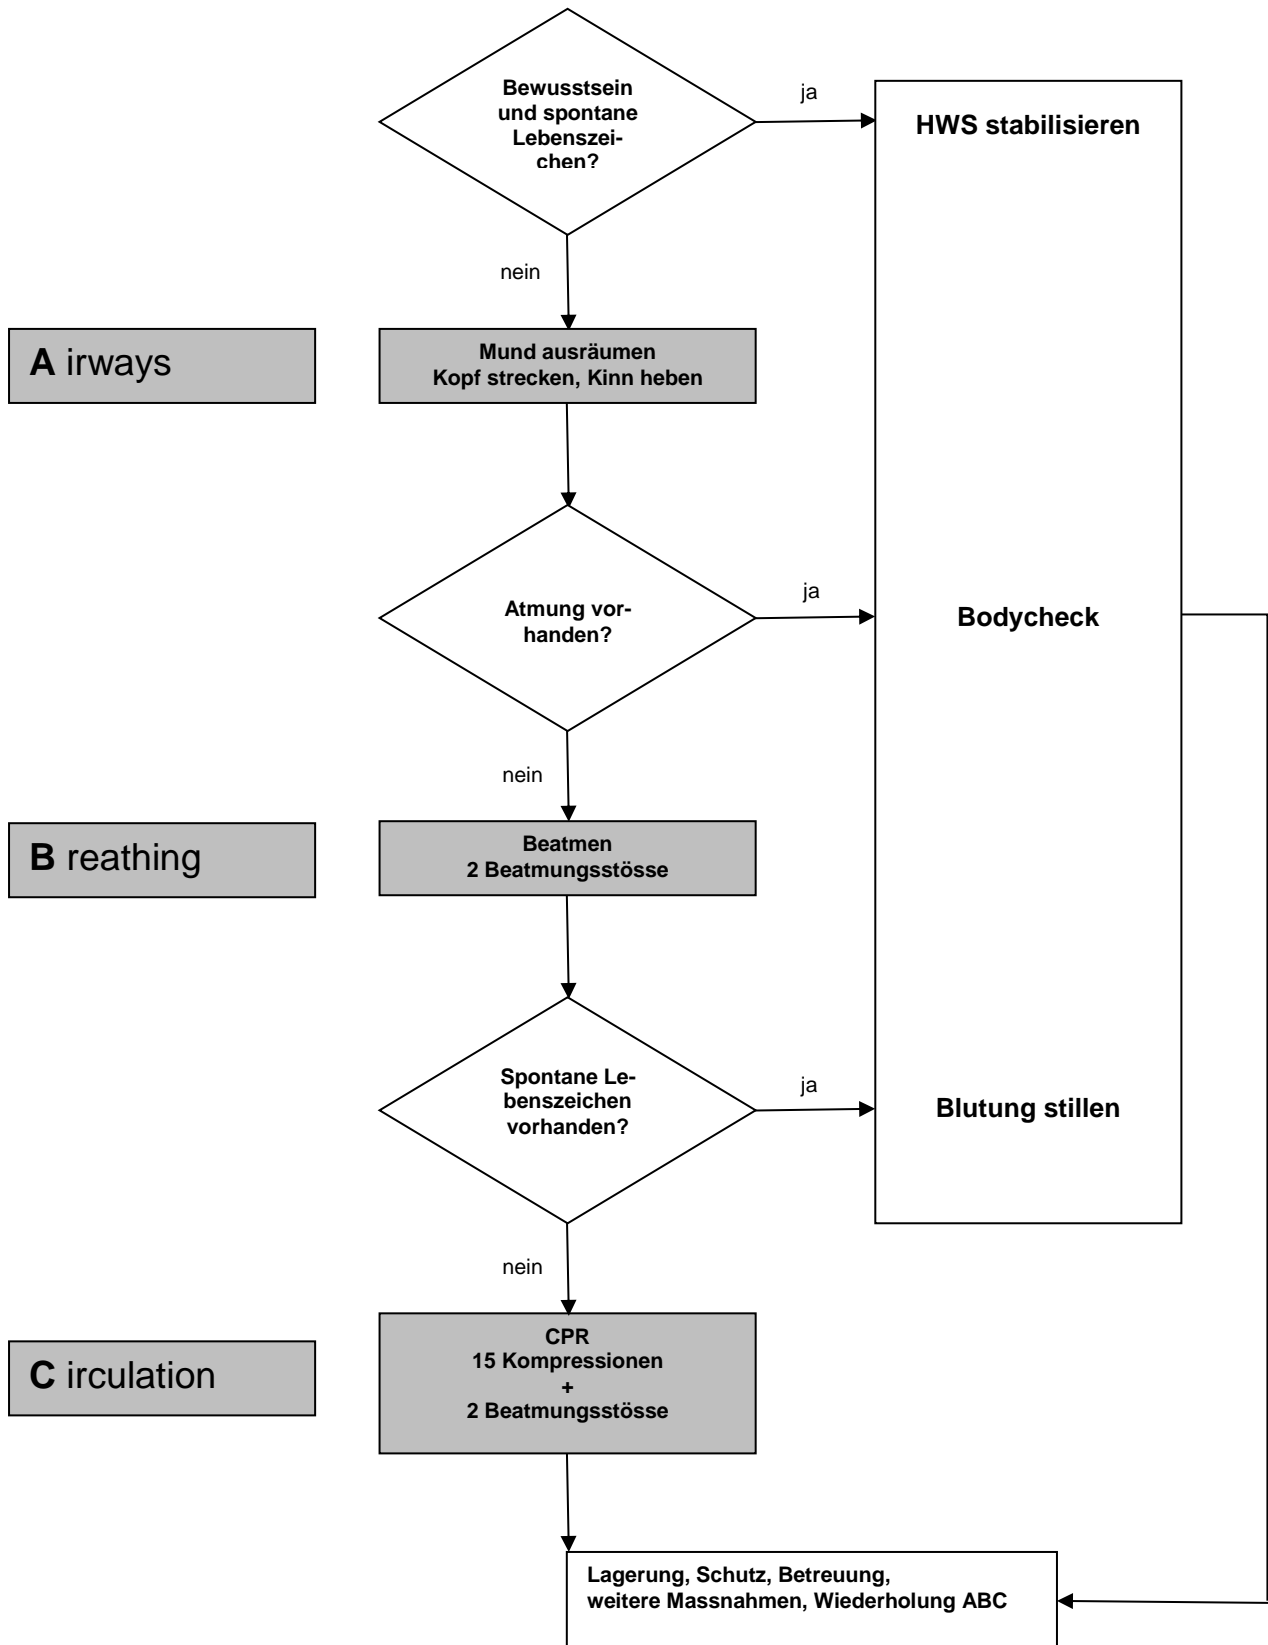 Bewusstsein
und spontane
Lebenszei-
chen?
ja
HWS stabilisieren
nein
A irways
Mund ausräumen
Kopf strecken, Kinn heben
Atmung vor-
handen?
ja
Bodycheck
nein
B reathing
Beatmen
2 Beatmungsstösse
Spontane Le-
benszeichen
vorhanden?
ja
Blutung stillen
nein
C irculation
CPR
15 Kompressionen
+
2 Beatmungsstösse
Lagerung, Schutz, Betreuung,
weitere Massnahmen, Wiederholung ABC